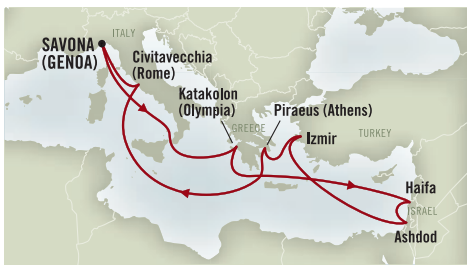 ITALY
SAVONA
(GENOA)
Civitavecchia
(Rome)
Katakolon
(Olympia)
Piraeus (Athens)
GREECE
Izmir
TURKEY
Haifa
ISRAEL
Ashdod